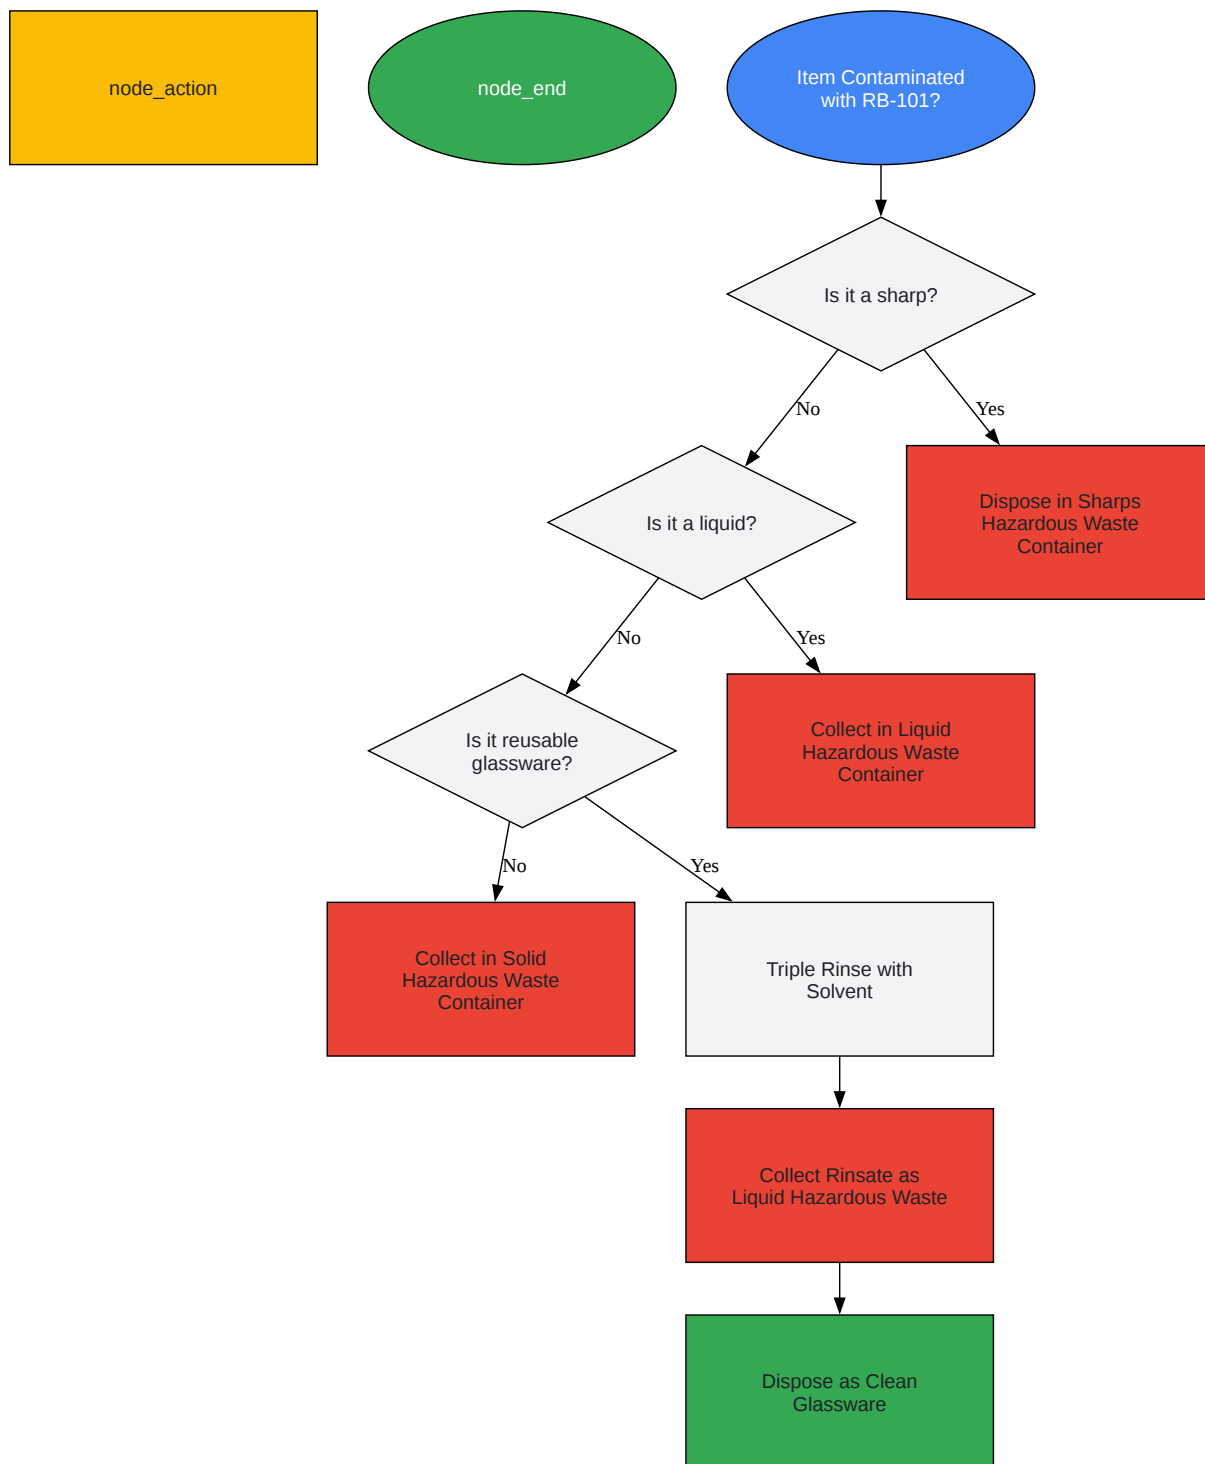 node_action
node_end
Item Contaminated
with RB-101?
Is it a sharp?
No
Yes
Is it a liquid?
Dispose in Sharps
Hazardous Waste
Container
No
Yes
Is it reusable
glassware?
Collect in Liquid
Hazardous Waste
Container
No
Yes
Collect in Solid
Hazardous Waste
Container
Triple Rinse with
Solvent
Collect Rinsate as
Liquid Hazardous Waste
Dispose as Clean
Glassware